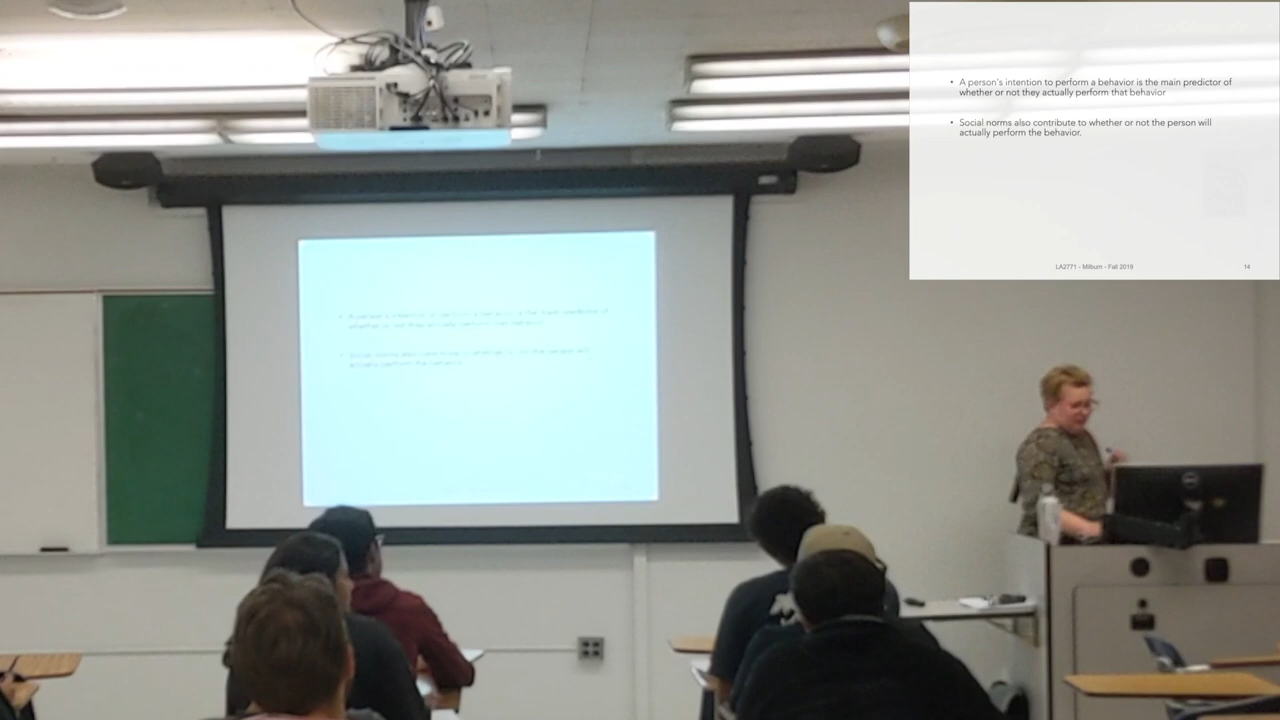 • A person's intention to perform a behavior is the main predictor of
whether or not they actually perform that behavior
• Social norms also contribute to whether or not the person will
actually perform the behavior.
LA2771 - Milburn - Fall 2019
14